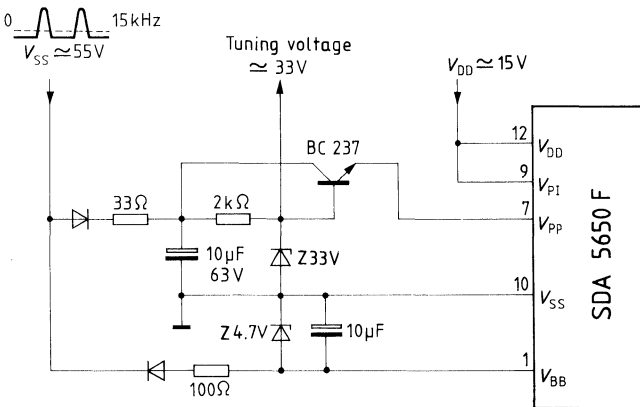 0 15kHz
V_SS ≃ 55V
Tuning voltage
≃ 33V
V_DD ≃ 15V
BC 237
12 V_DD
9 V_PI
7 V_PP
33Ω
2kΩ
10µF
63V
Z33V
10 V_SS
SDA 5650 F
Z4.7V
10µF
1 V_BB
100Ω